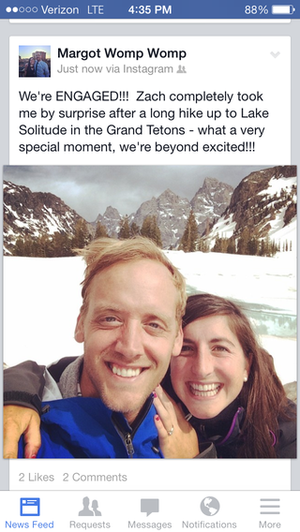 Verizon LTE 4:35 PM 88%
Margot Womp Womp
Just now via Instagram
We're ENGAGED!!! Zach completely took
me by surprise after a long hike up to Lake
Solitude in the Grand Tetons - what a very
special moment, we're beyond excited!!!
2 Likes 2 Comments
News Feed Requests Messages Notifications More